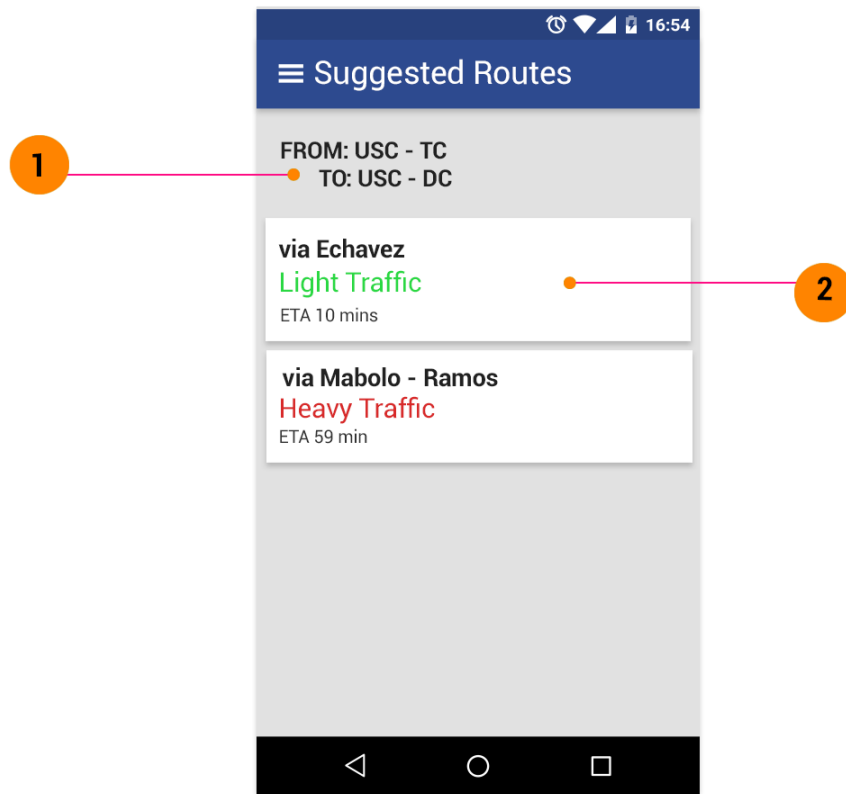 16:54
Suggested Routes
1
FROM: USC - TC
TO: USC - DC
via Echavez
Light Traffic
ETA 10 mins
2
via Mabolo - Ramos
Heavy Traffic
ETA 59 min